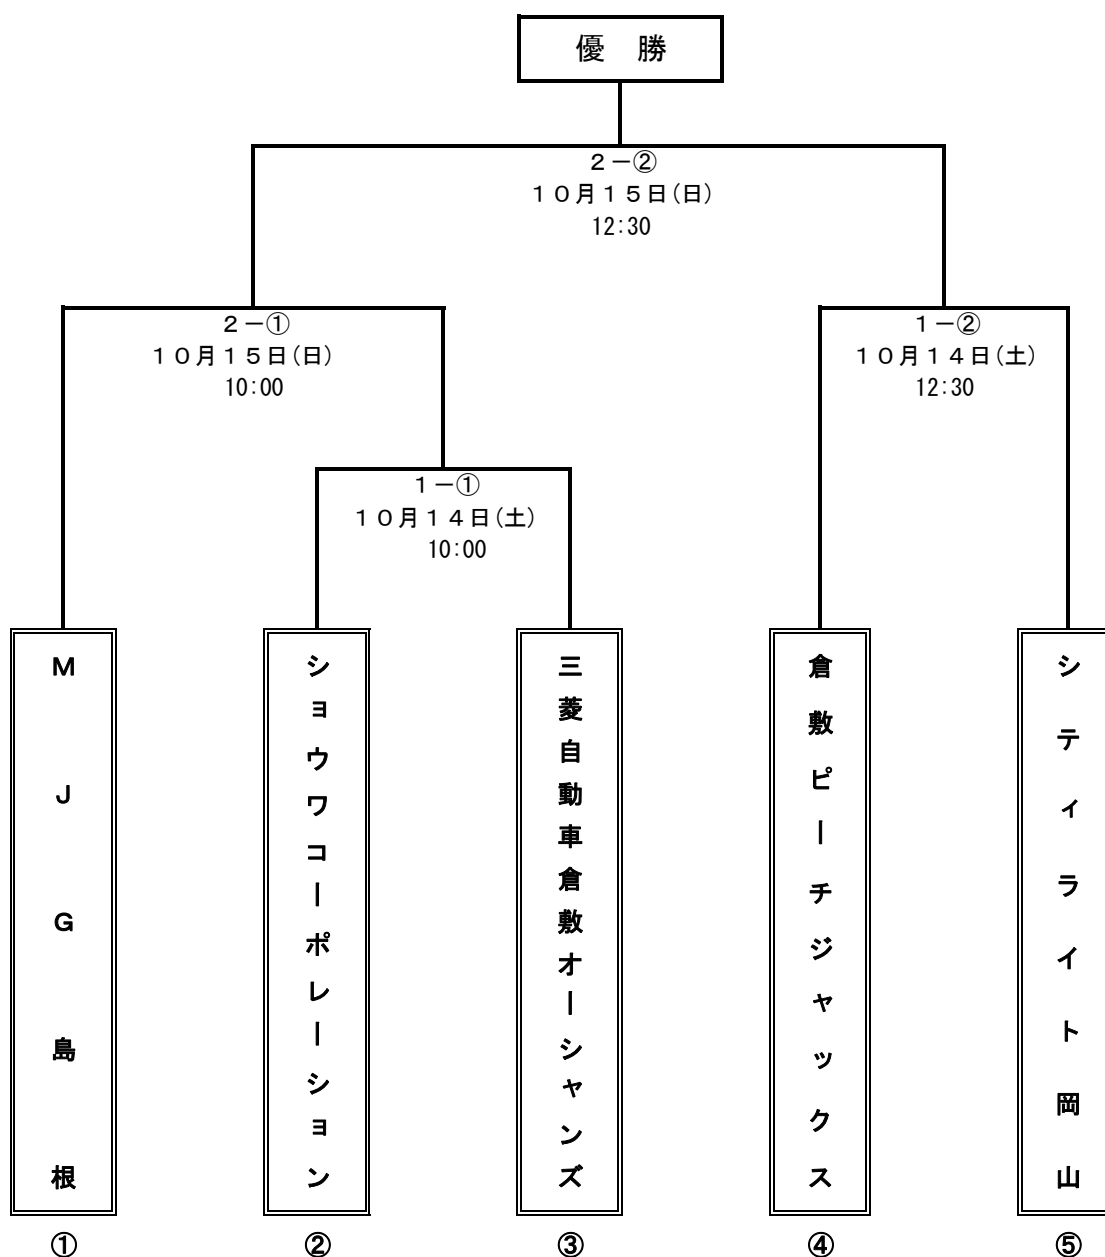 優　勝
２－②
１０月１５日(日)
12:30
２－①
１０月１５日(日)
10:00
１－②
１０月１４日(土)
12:30
１－①
１０月１４日(土)
10:00
ＭＪＧ島根
ショウワコーポレーション
三菱自動車倉敷オーシャンズ
倉敷ピーチジャックス
シティライト岡山
①
②
③
④
⑤